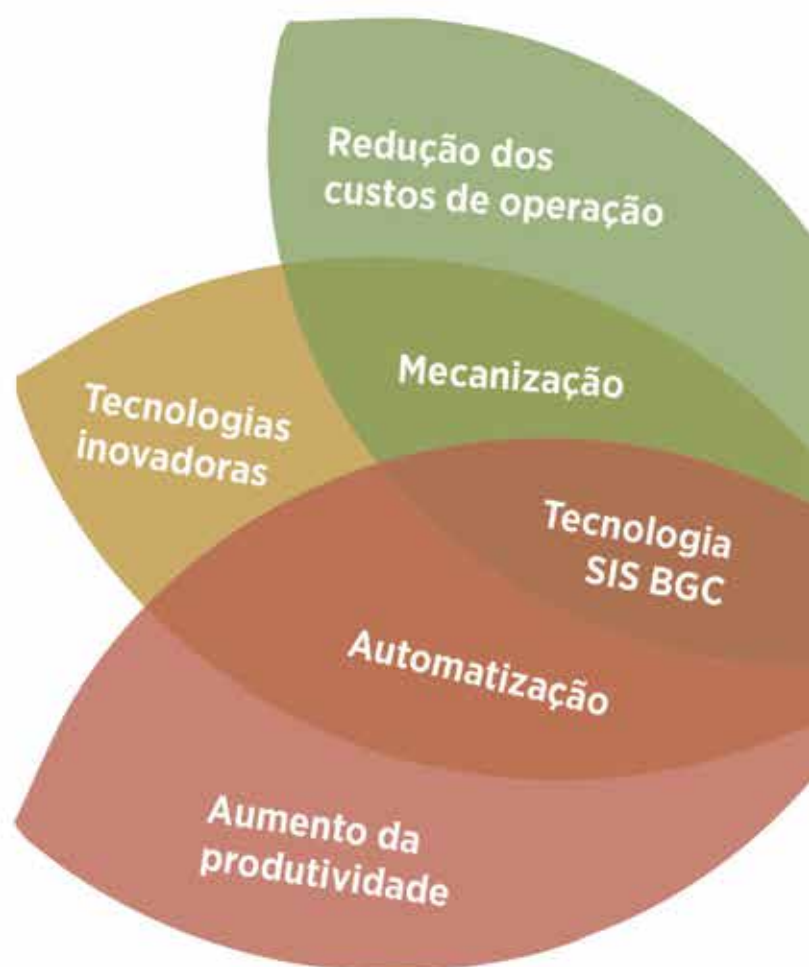 Redução dos
custos de operação
Mecanização
Tecnologias
inovadoras
Tecnologia
SIS BGC
Automatização
Aumento da
produtividade